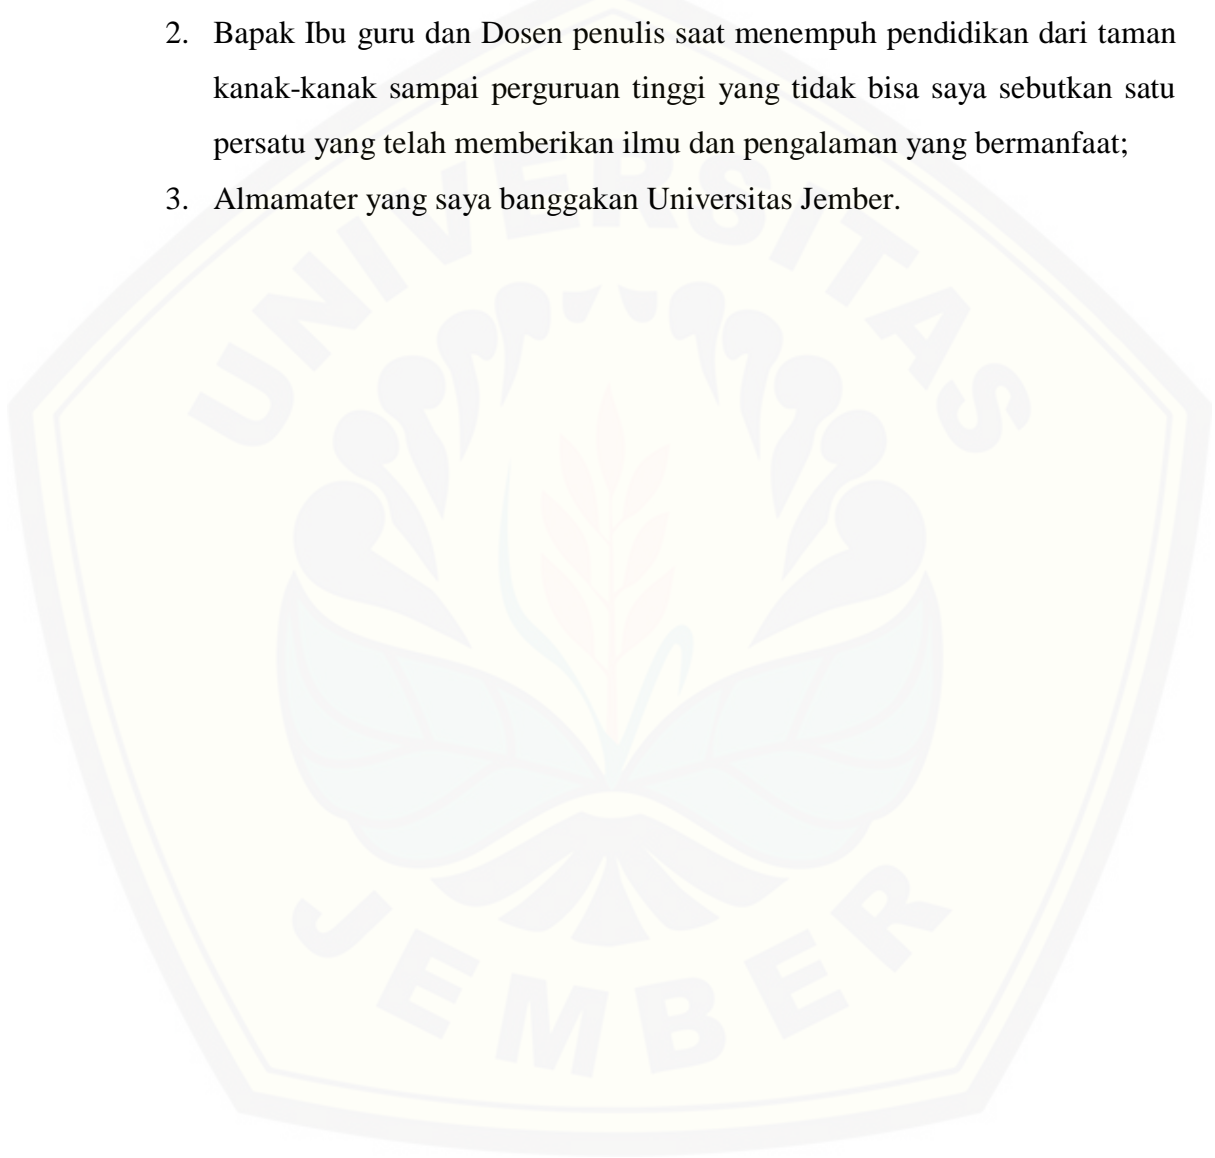 2. Bapak Ibu guru dan Dosen penulis saat menempuh pendidikan dari taman
kanak-kanak sampai perguruan tinggi yang tidak bisa saya sebutkan satu
persatu yang telah memberikan ilmu dan pengalaman yang bermanfaat;
3. Almamater yang saya banggakan Universitas Jember.
UNIVERSITAS
JEMBER